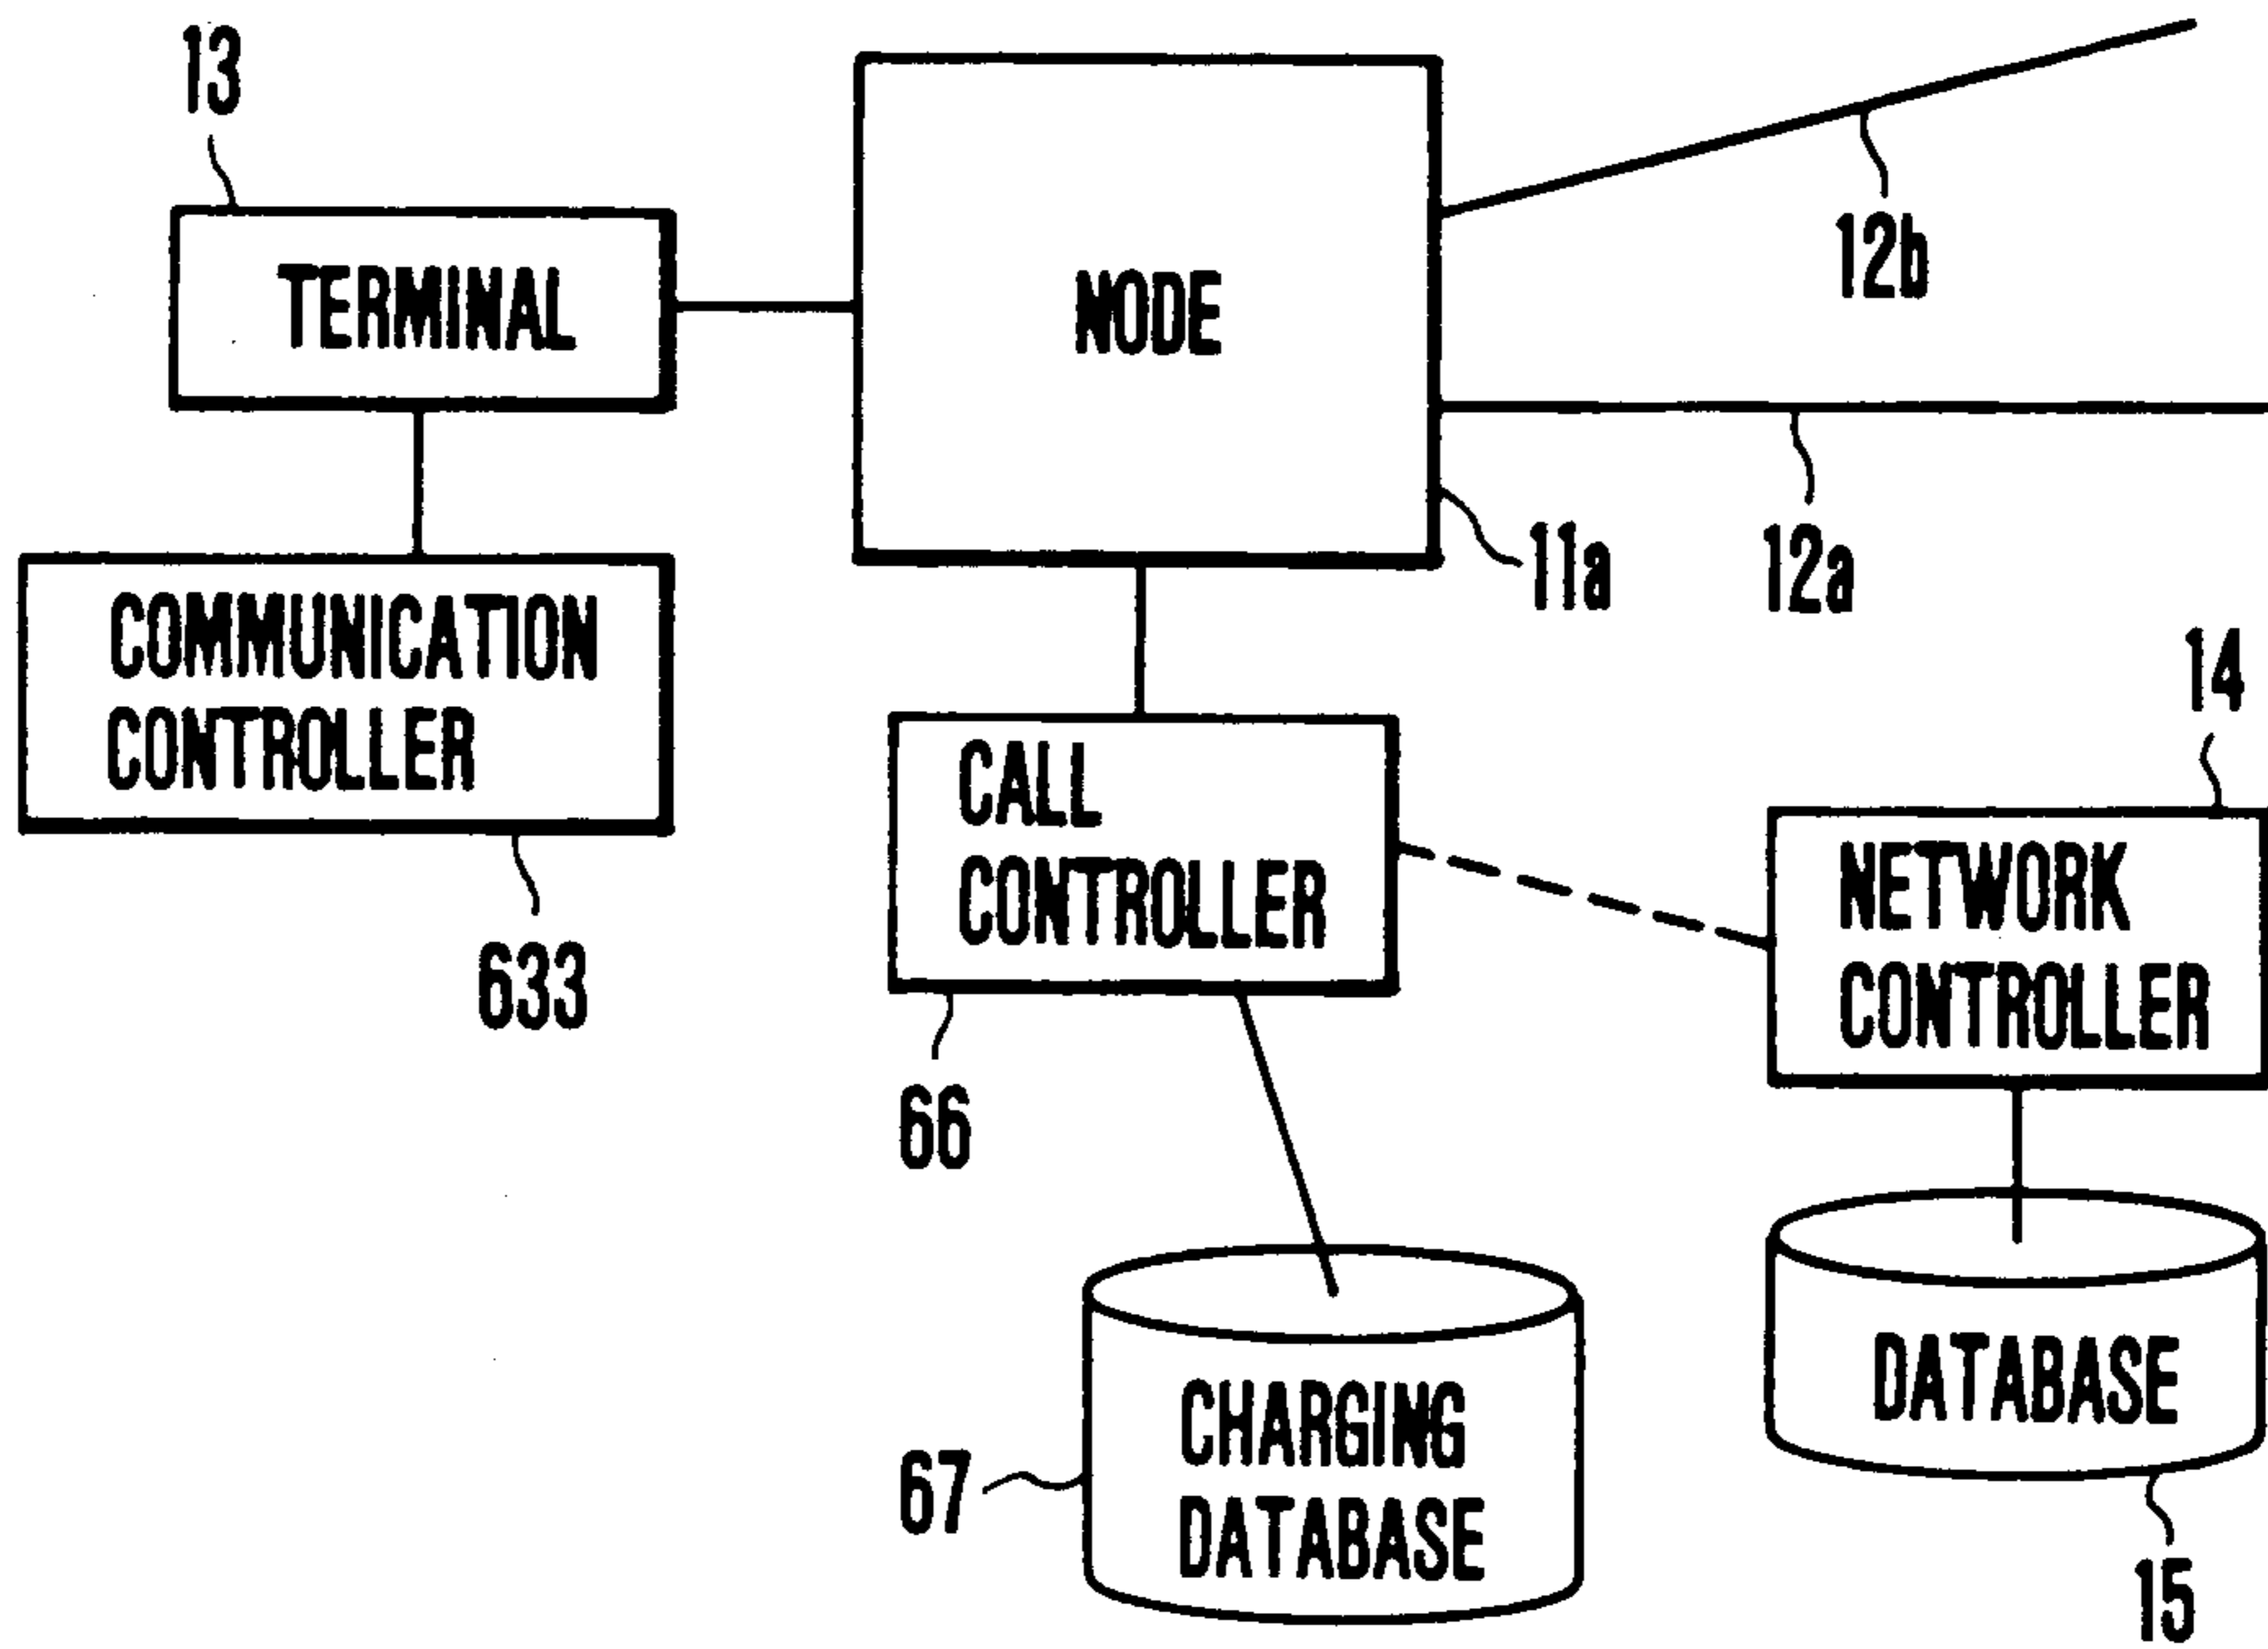 13
TERMINAL
NODE
12b
11a
12a
COMMUNICATION
CONTROLLER
633
14
CALL
CONTROLLER
66
NETWORK
CONTROLLER
CHARGING
DATABASE
67
DATABASE
15